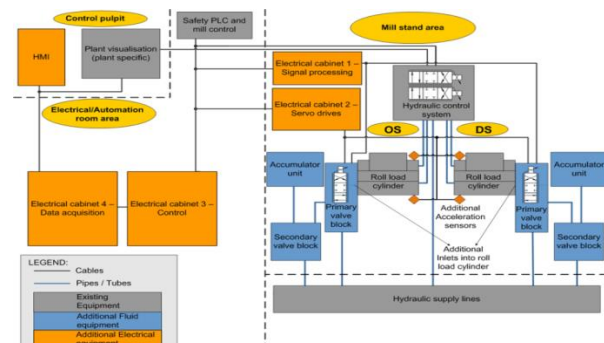 Control pulpit
HMI
Plant visualisation
(plant specific)
Safety PLC and
mill control
Mill stand area
Electrical cabinet 1 –
Signal processing
Electrical cabinet 2 –
Servo drives
Hydraulic control
system
Electrical/Automation
room area
OS
DS
Accumulator
unit
Roll load
cylinder
Roll load
cylinder
Accumulator
unit
Primary
valve
block
Primary
valve
block
Electrical cabinet 4 –
Data acquisition
Electrical cabinet 3 –
Control
Additional
Acceleration
sensors
Secondary
valve block
Additional
Inlets into roll
load cylinder
Secondary
valve
block
LEGEND:
Cables
Pipes / Tubes
Existing
Equipment
Additional Fluid
equipment
Additional Electrical
Hydraulic supply lines